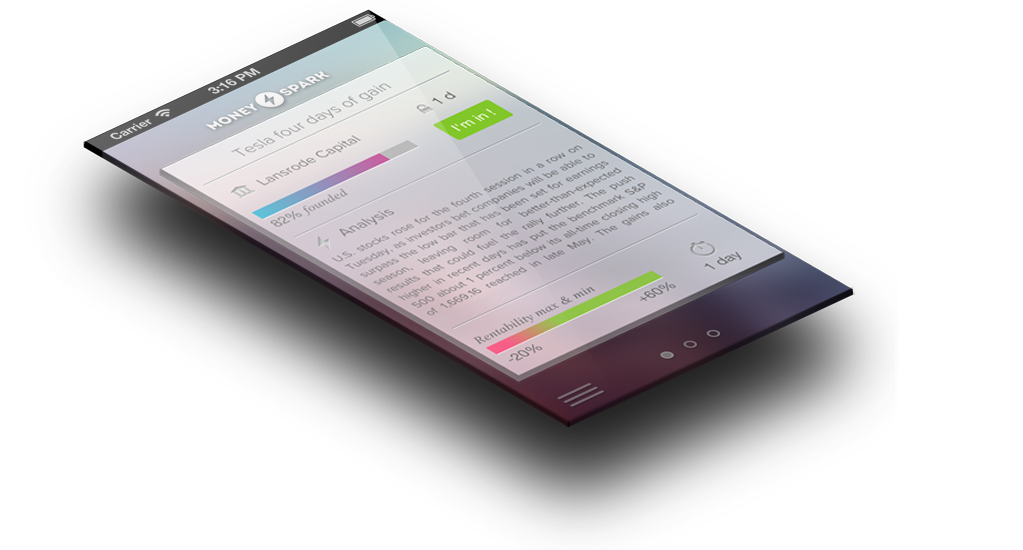 Carrier 3:16 PM
MONEY SPARK
Tesla four days of gain
Lansrode Capital 1 d
I'm in !
82% founded
Analysis
U.S. stocks rose for the fourth session in a row on
Tuesday, as investors bet companies will be able to
surpass the low bar that has been set for earnings
season, leaving room for better-than-expected
results that could fuel the rally further. The push
higher in recent days has put the benchmark S&P
500 about 1 percent below its all-time closing high
of 1,669.16 reached in late May. The gains also
Rentability max & min
-20% +60%
1 day